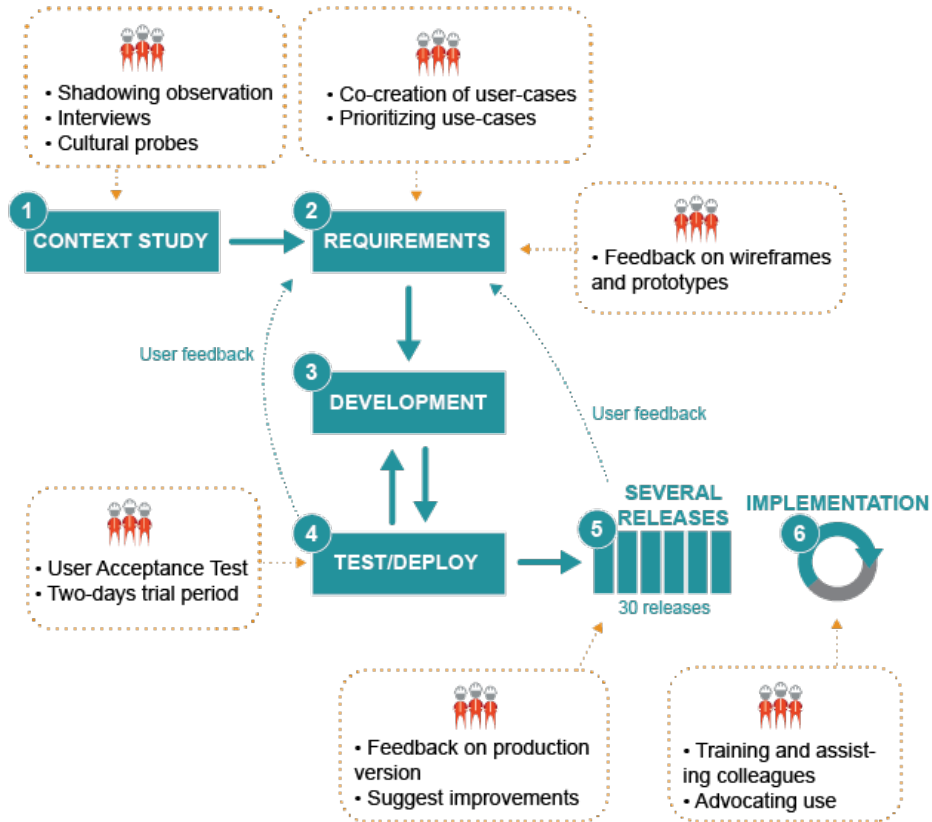 • Shadowing observation
• Interviews
• Cultural probes
• Co-creation of user-cases
• Prioritizing use-cases
1
CONTEXT STUDY
2
REQUIREMENTS
• Feedback on wireframes
and prototypes
User feedback
3
DEVELOPMENT
User feedback
• User Acceptance Test
• Two-days trial period
4
TEST/DEPLOY
SEVERAL
RELEASES
5
30 releases
IMPLEMENTATION
6
• Feedback on production
version
• Suggest improvements
• Training and assist-
ing colleagues
• Advocating use